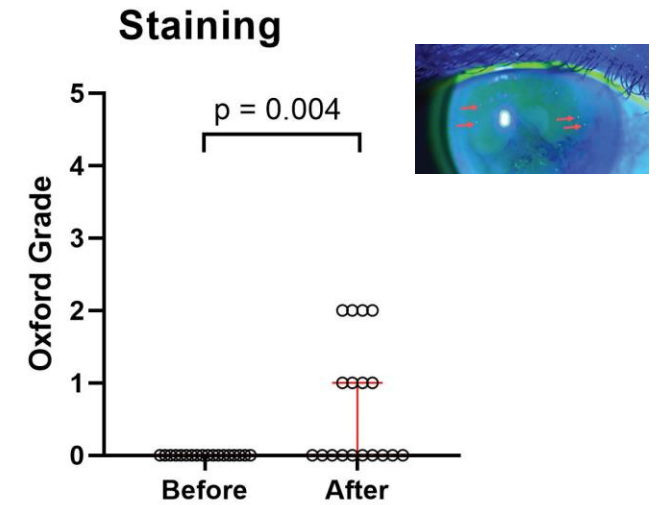 Staining
p = 0.004
Oxford Grade
5
4
3
2
1
0
Before After